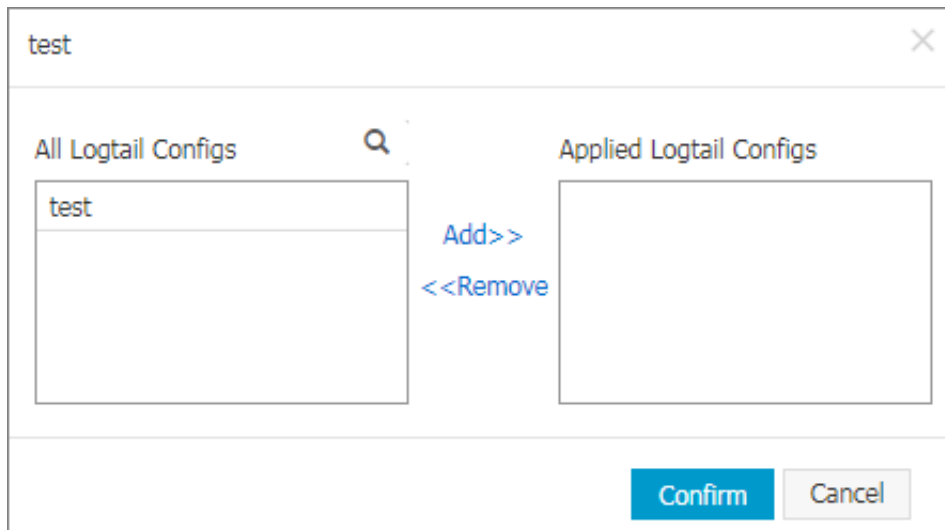 test
All Logtail Configs
Applied Logtail Configs
test
Add>>
<<Remove
Confirm
Cancel